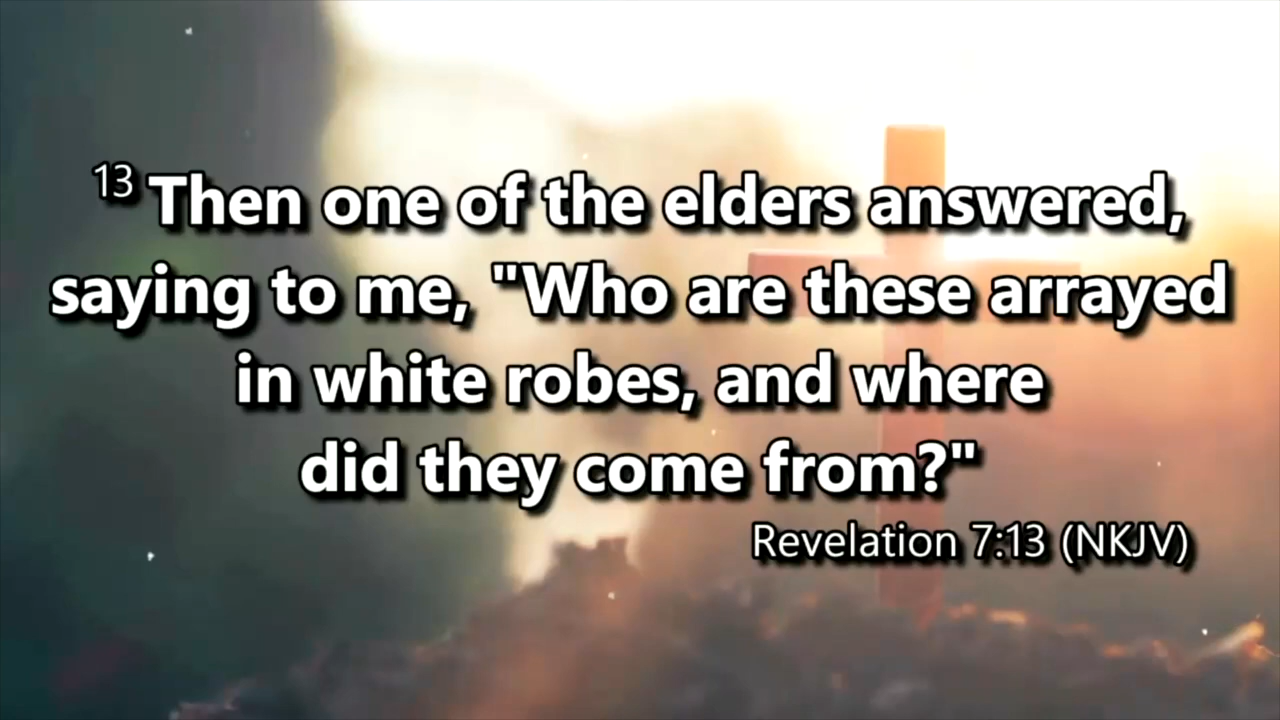 13 Then one of the elders answered,
saying to me, "Who are these arrayed
in white robes, and where
did they come from?"
Revelation 7:13 (NKJV)